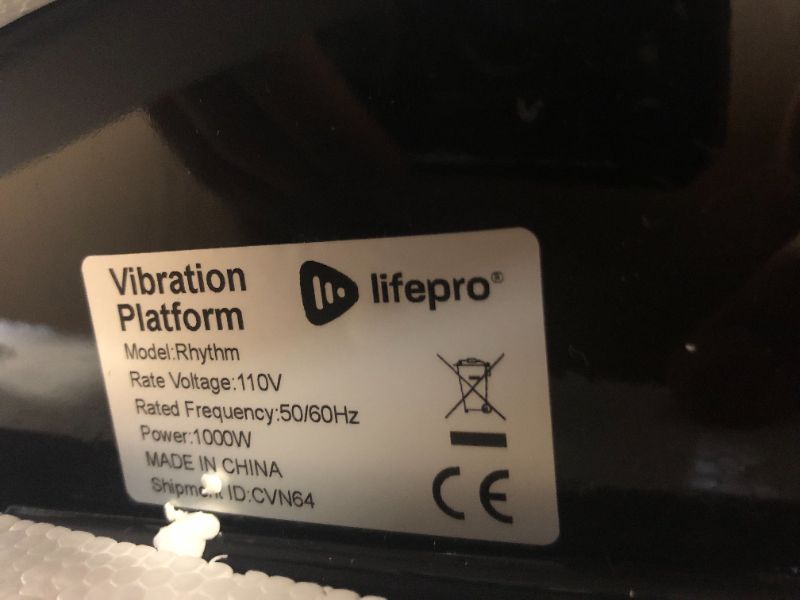 Vibration
Platform
lifepro®
Model:Rhythm
Rate Voltage:110V
Rated Frequency:50/60Hz
Power:1000W
MADE IN CHINA
Shipment ID:CVN64
CE